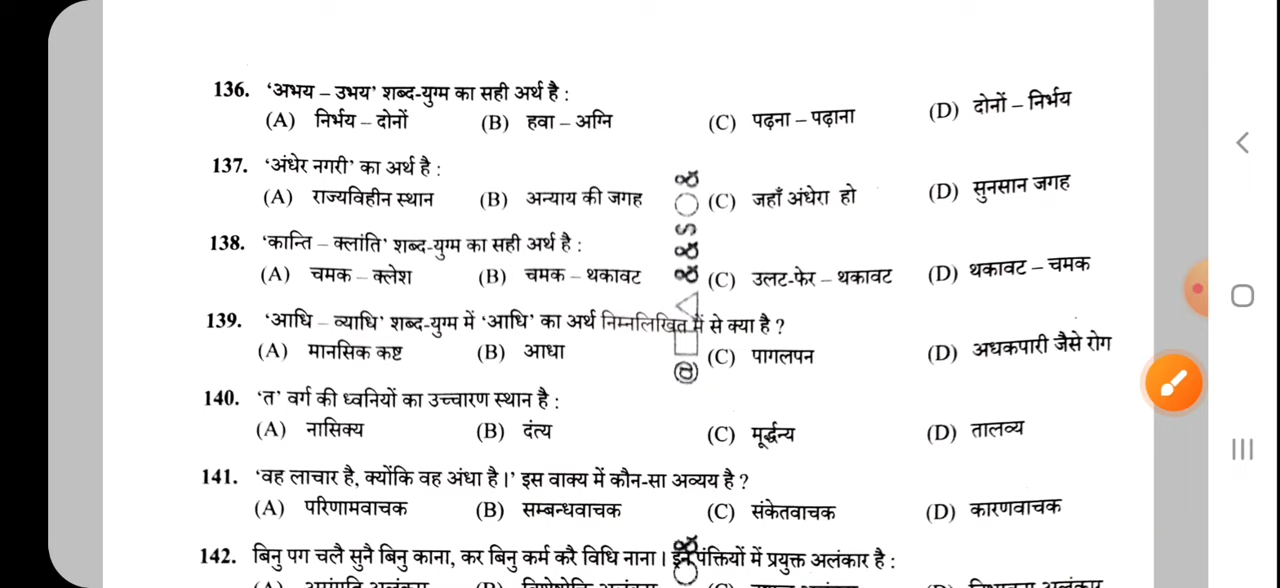 136. ‘अभय – उभय’ शब्द-युग्म का सही अर्थ है :
(A) निर्भय – दोनों (B) हवा – अग्नि (C) पढ़ना – पढ़ाना (D) दोनों – निर्भय
137. ‘अंधेर नगरी’ का अर्थ है :
(A) राज्यविहीन स्थान (B) अन्याय की जगह (C) जहाँ अंधेरा हो (D) सुनसान जगह
138. ‘कान्ति – क्लांति’ शब्द-युग्म का सही अर्थ है :
(A) चमक – क्लेश (B) चमक – थकावट (C) उलट-फेर – थकावट (D) थकावट – चमक
139. ‘आधि – व्याधि’ शब्द-युग्म में ‘आधि’ का अर्थ निम्नलिखित में से क्या है ?
(A) मानसिक कष्ट (B) आधा (C) पागलपन (D) अधकपारी जैसे रोग
140. ‘त’ वर्ग की ध्वनियों का उच्चारण स्थान है :
(A) नासिक्य (B) दंत्य (C) मूर्द्धन्य (D) तालव्य
141. ‘वह लाचार है, क्योंकि वह अंधा है।’ इस वाक्य में कौन-सा अव्यय है ?
(A) परिणामवाचक (B) सम्बन्धवाचक (C) संकेतवाचक (D) कारणवाचक
142. बिनु पग चलै सुनै बिनु काना, कर बिनु कर्म करै विधि नाना। इन पंक्तियों में प्रयुक्त अलंकार है :
@□△&&S○&